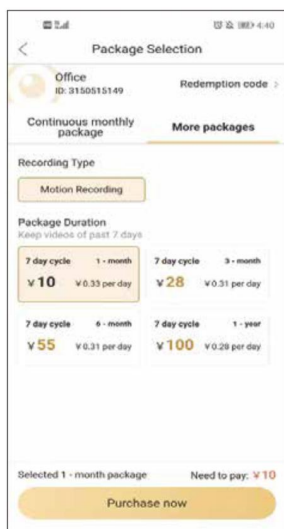 4:40
Package Selection
Office
ID: 3150515149
Redemption code >
Continuous monthly
package
More packages
Recording Type
Motion Recording
Package Duration
Keep videos of past 7 days
7 day cycle 1 - month
¥ 10 ¥ 0.33 per day
7 day cycle 3 - month
¥ 28 ¥ 0.31 per day
7 day cycle 6 - month
¥ 55 ¥ 0.31 per day
7 day cycle 1 - year
¥ 100 ¥ 0.28 per day
Selected 1 - month package Need to pay: ¥ 10
Purchase now